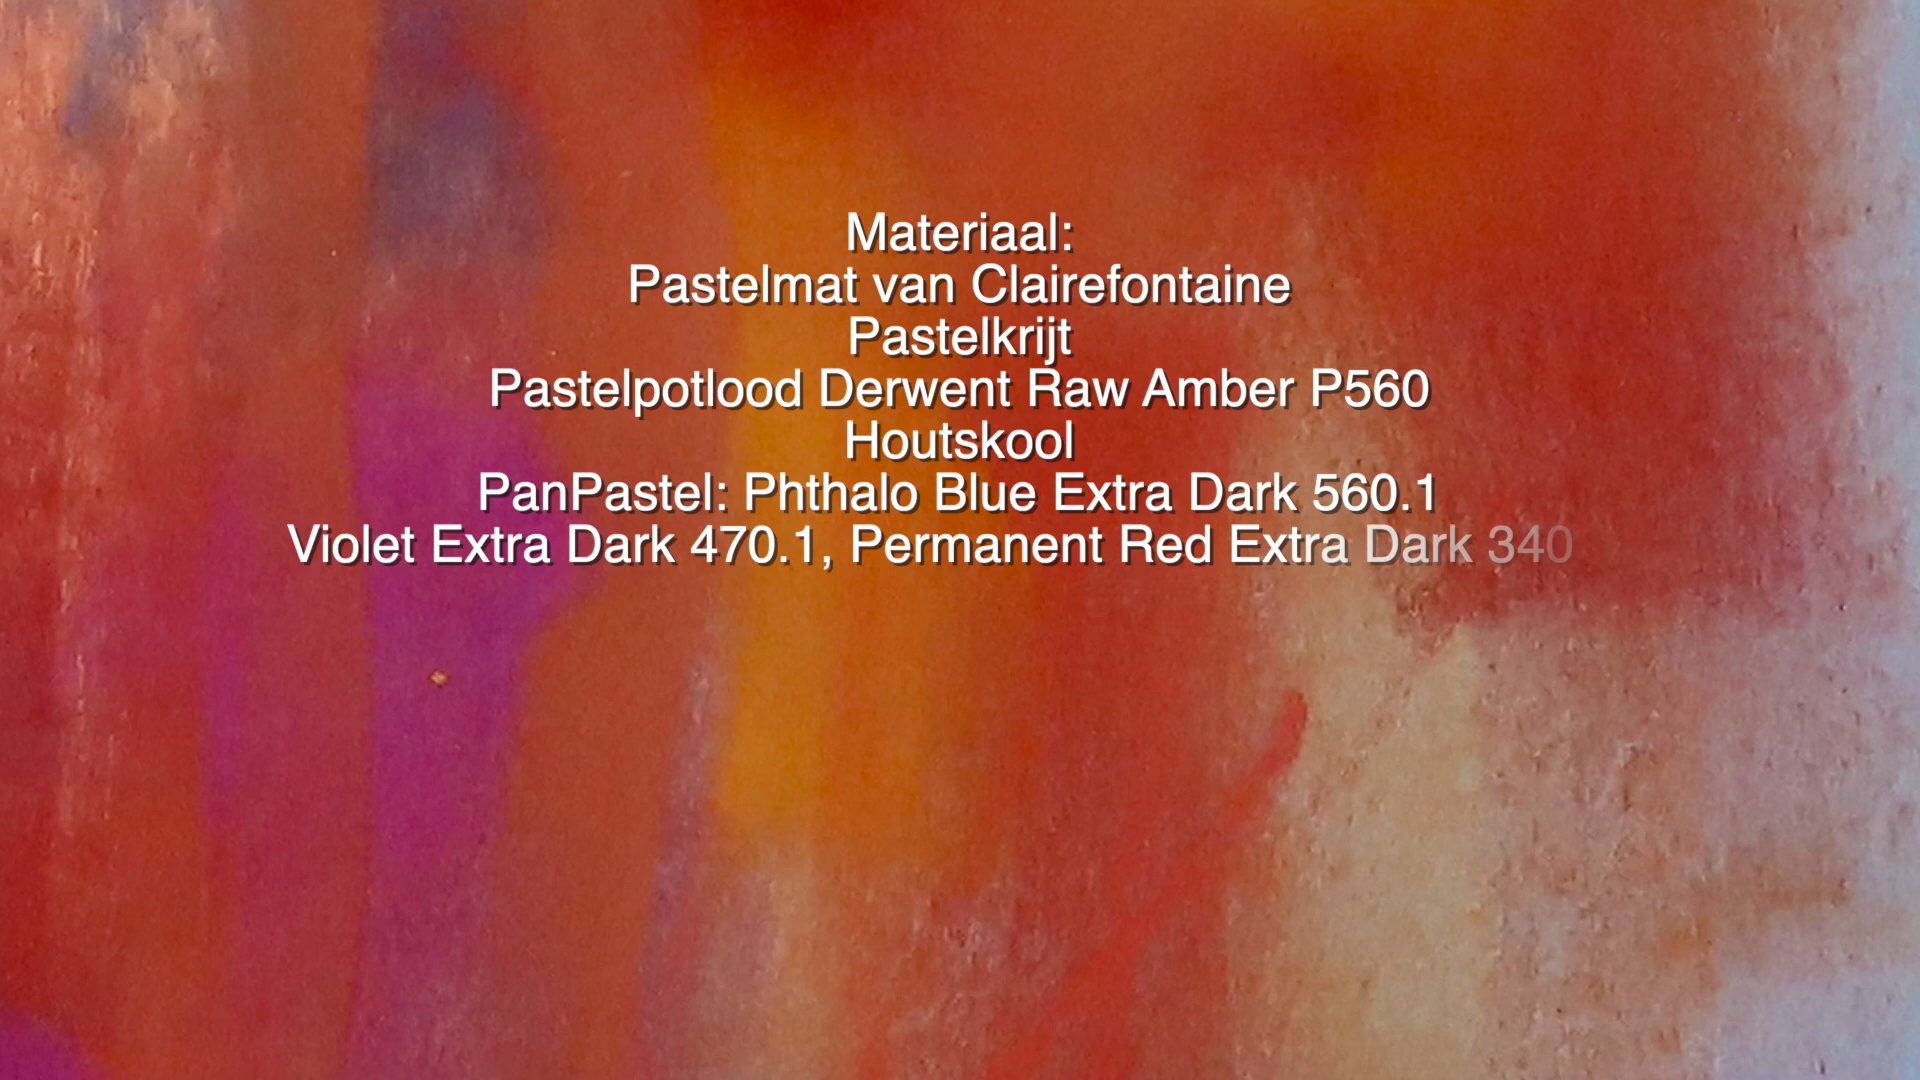 Materiaal:
Pastelmat van Clairefontaine
Pastelkrijt
Pastelpotlood Derwent Raw Amber P560
Houtskool
PanPastel: Phthalo Blue Extra Dark 560.1
Violet Extra Dark 470.1, Permanent Red Extra Dark 340